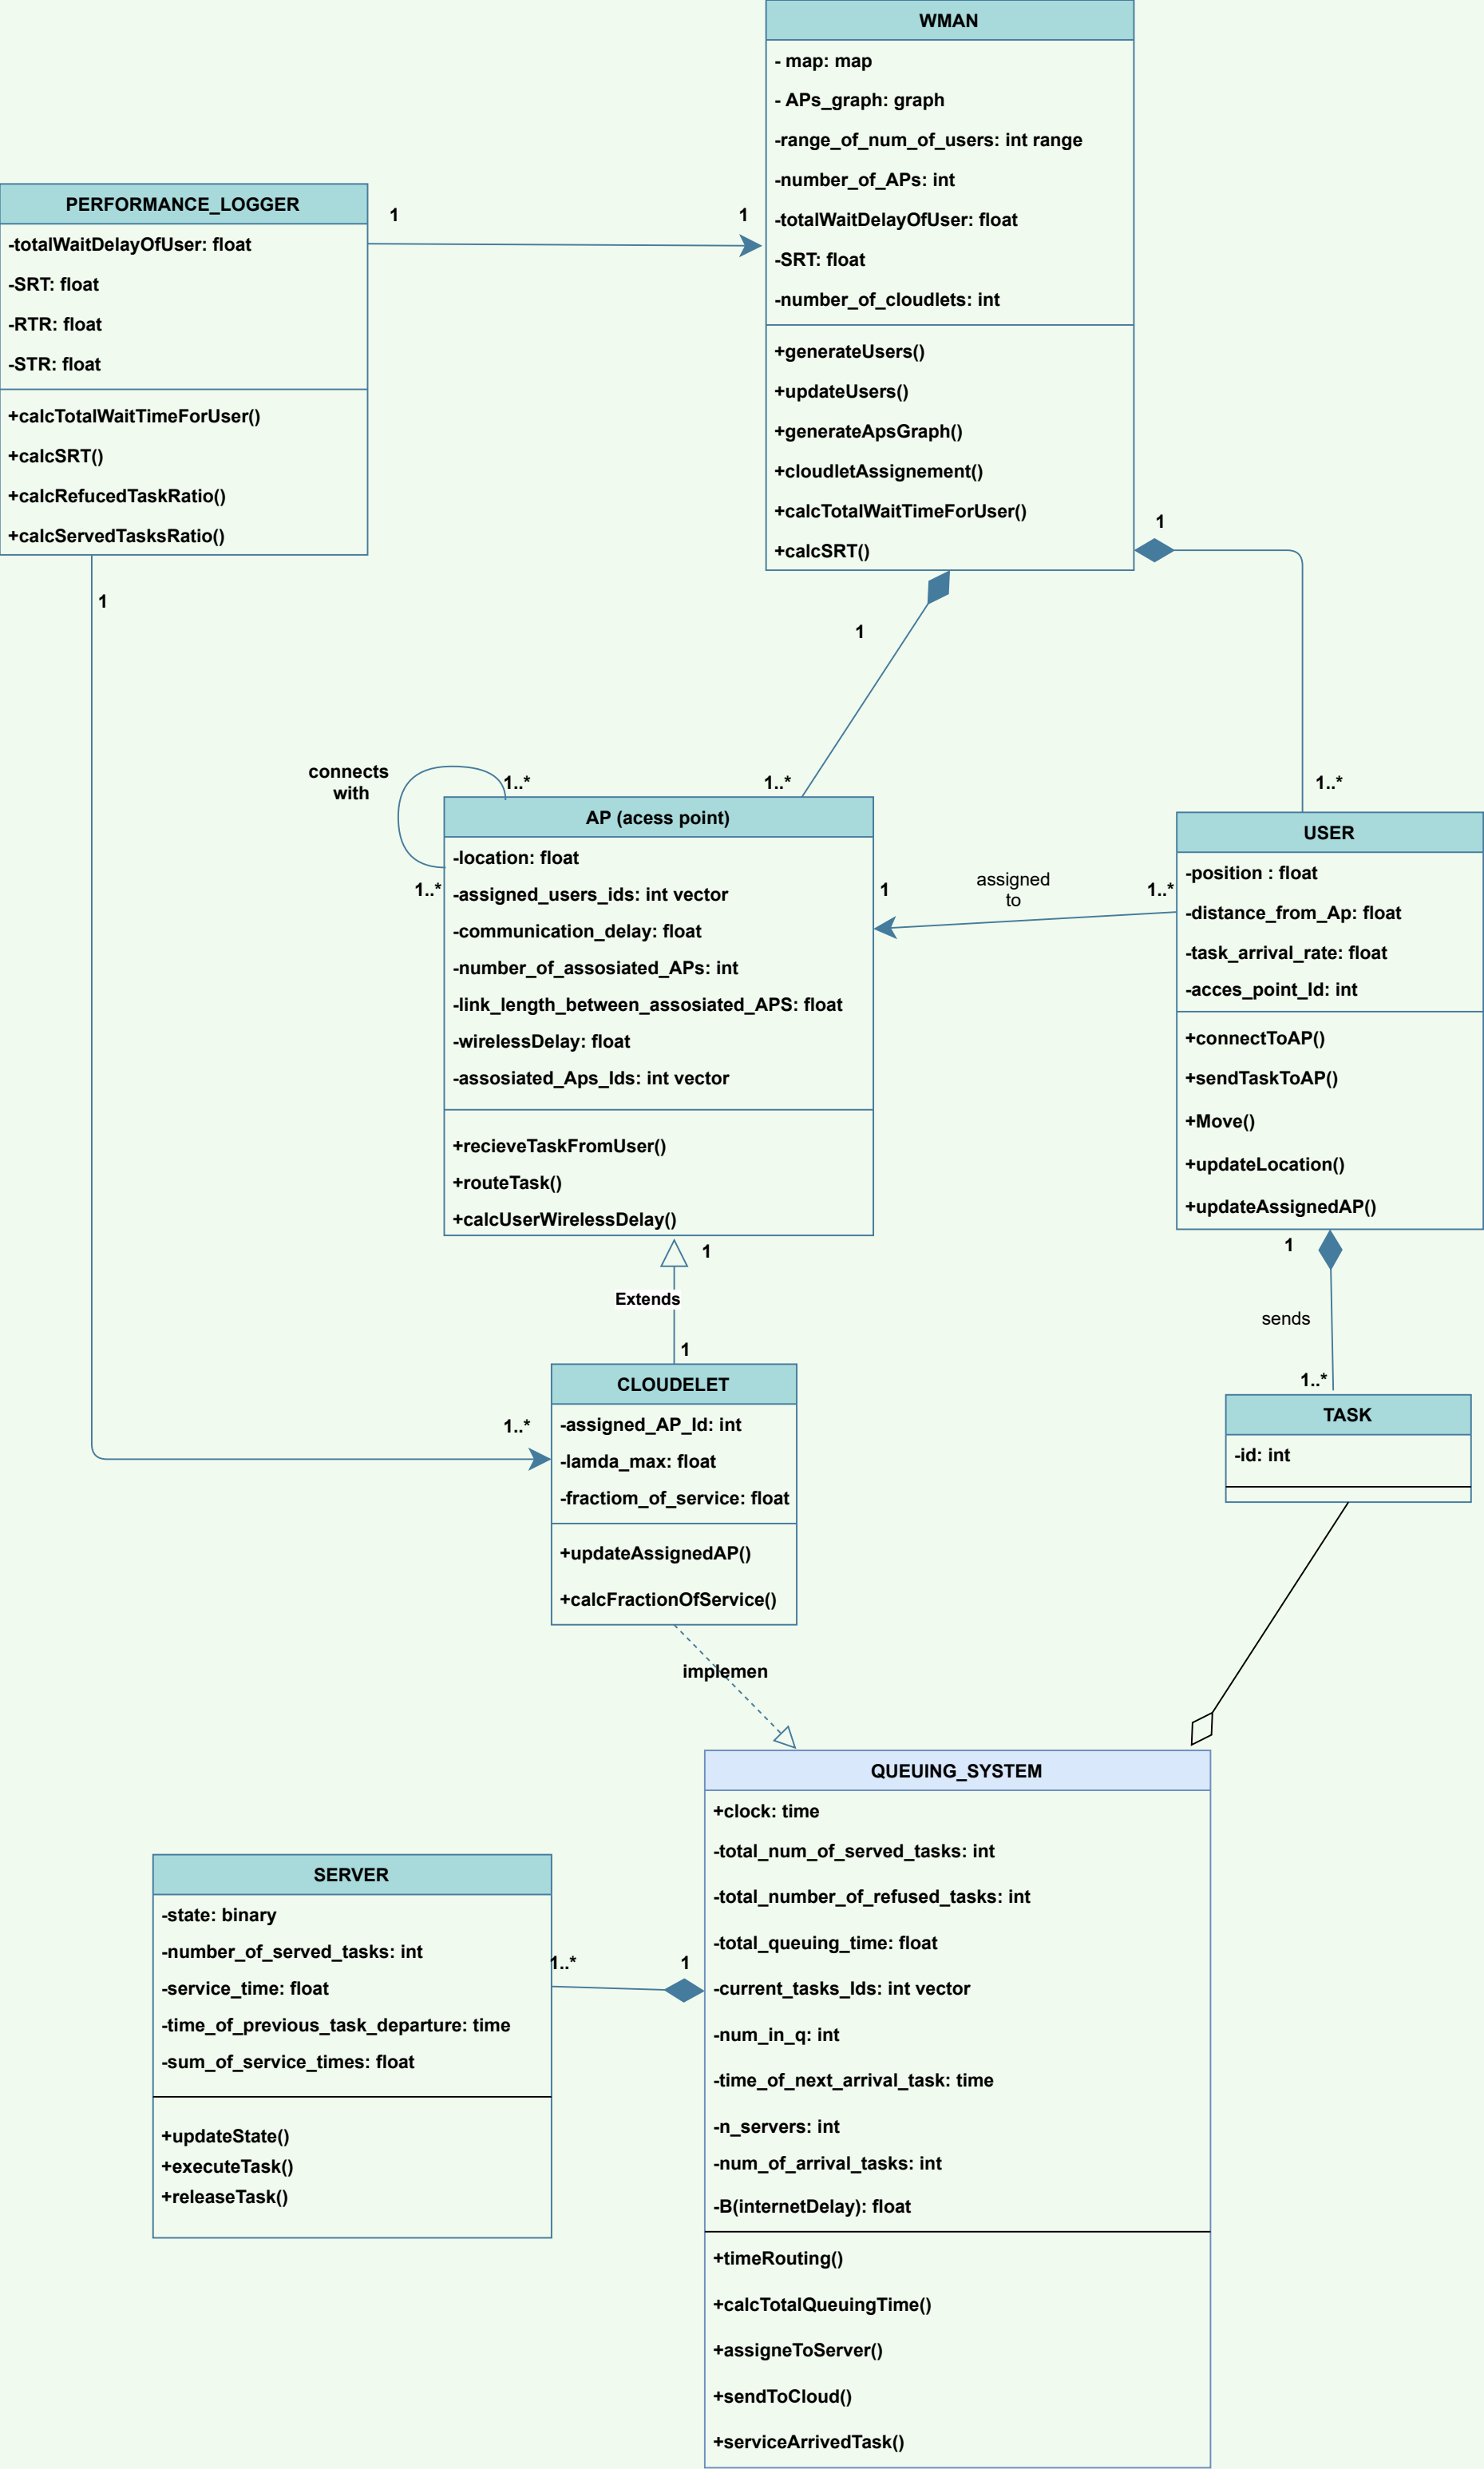 WMAN
- map: map
- APs_graph: graph
-range_of_num_of_users: int range
-number_of_APs: int
-totalWaitDelayOfUser: float
-SRT: float
-number_of_cloudlets: int
+generateUsers()
+updateUsers()
+generateApsGraph()
+cloudletAssignement()
+calcTotalWaitTimeForUser()
+calcSRT()
PERFORMANCE_LOGGER
-totalWaitDelayOfUser: float
-SRT: float
-RTR: float
-STR: float
+calcTotalWaitTimeForUser()
+calcSRT()
+calcRefucedTaskRatio()
+calcServedTasksRatio()
1
1
1
1
1
1..*
1..*
connects
with
1..*
1..*
AP (acess point)
-location: float
-assigned_users_ids: int vector
-communication_delay: float
-number_of_assosiated_APs: int
-link_length_between_assosiated_APS: float
-wirelessDelay: float
-assosiated_Aps_Ids: int vector
+recieveTaskFromUser()
+routeTask()
+calcUserWirelessDelay()
1
assigned
to
1..*
USER
-position : float
-distance_from_Ap: float
-task_arrival_rate: float
-acces_point_Id: int
+connectToAP()
+sendTaskToAP()
+Move()
+updateLocation()
+updateAssignedAP()
1
Extends
1
1
sends
1..*
TASK
-id: int
1..*
CLOUDELET
-assigned_AP_Id: int
-lamda_max: float
-fractiom_of_service: float
+updateAssignedAP()
+calcFractionOfService()
implemen
QUEUING_SYSTEM
+clock: time
-total_num_of_served_tasks: int
-total_number_of_refused_tasks: int
-total_queuing_time: float
-current_tasks_Ids: int vector
-num_in_q: int
-time_of_next_arrival_task: time
-n_servers: int
-num_of_arrival_tasks: int
-B(internetDelay): float
+timeRouting()
+calcTotalQueuingTime()
+assigneToServer()
+sendToCloud()
+serviceArrivedTask()
SERVER
-state: binary
-number_of_served_tasks: int
-service_time: float
-time_of_previous_task_departure: time
-sum_of_service_times: float
+updateState()
+executeTask()
+releaseTask()
1..*
1